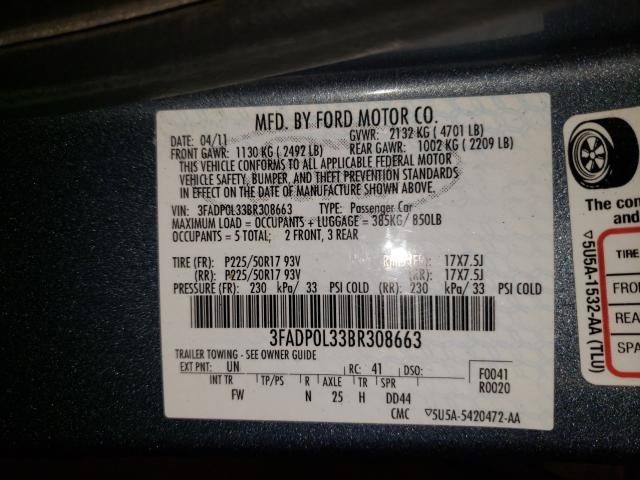 MFD. BY FORD MOTOR CO.
DATE: 04/11 GVWR: 2132 KG ( 4701 LB)
FRONT GAWR: 1130 KG ( 2492 LB) REAR GAWR: 1002 KG ( 2209 LB)
THIS VEHICLE CONFORMS TO ALL APPLICABLE FEDERAL MOTOR
VEHICLE SAFETY, BUMPER, AND THEFT PREVENTION STANDARDS
IN EFFECT ON THE DATE OF MANUFACTURE SHOWN ABOVE.
VIN: 3FADP0L33BR308663 TYPE: Passenger Car
MAXIMUM LOAD = OCCUPANTS + LUGGAGE = 385KG/ 850LB
OCCUPANTS = 5 TOTAL; 2 FRONT, 3 REAR
TIRE (FR): P225/50R17 93V 17X7.5J
(RR): P225/50R17 93V (RR): 17X7.5J
PRESSURE (FR): 230 kPa/ 33 PSI COLD (RR): 230 kPa/ 33 PSI COLD
3FADP0L33BR308663
TRAILER TOWING - SEE OWNER GUIDE
EXT PNT: UN RC: 41 DSO: F0041
INT TR TP/PS R AXLE TR SPR R0020
FW N 25 H DD44
CMC ▽5U5A-5420472-AA
The con
and
▽5U5A-1532-AA (TLU)
TIRE
FRO
REA
SPA